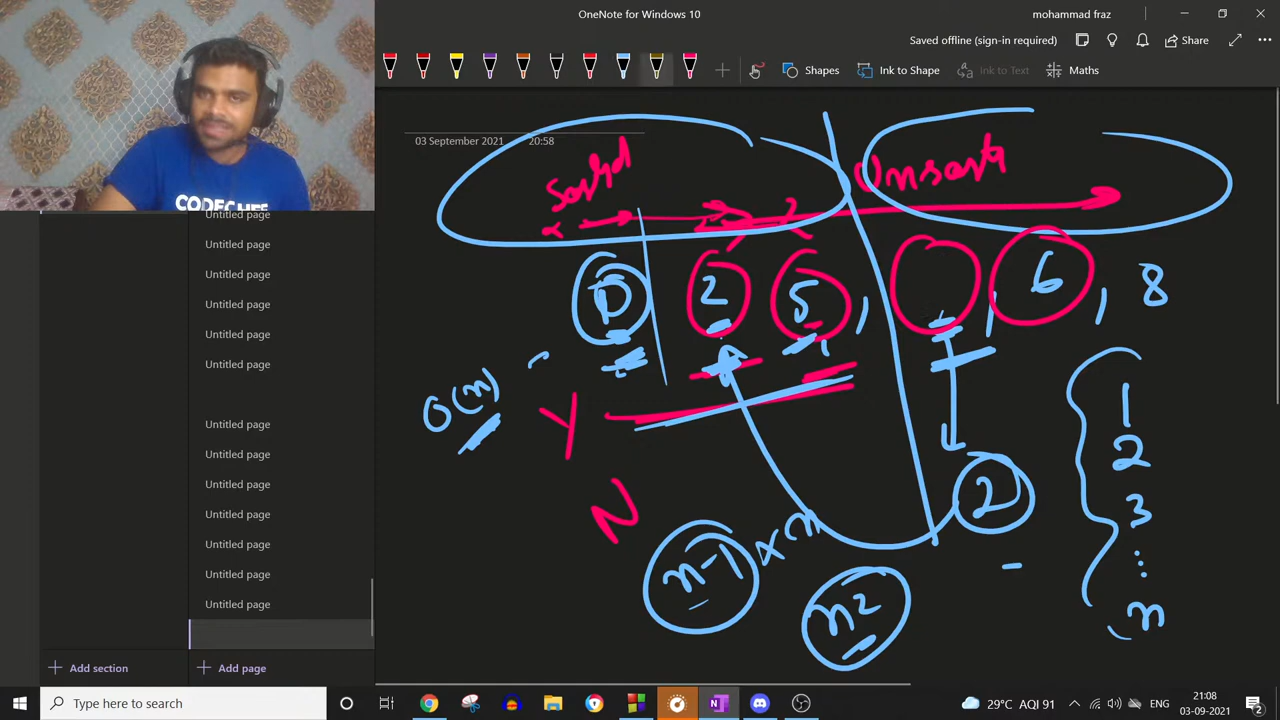 OneNote for Windows 10
mohammad fraz
Saved offline (sign-in required)
Share
Shapes
Ink to Shape
Ink to Text
Maths
03 September 2021 20:58
CODECHEF
Untitled page
Untitled page
Untitled page
Untitled page
Untitled page
Untitled page
Untitled page
Untitled page
Untitled page
Untitled page
Untitled page
Untitled page
Untitled page
2 5 , , 6 , 8
O(n)
Y
N
2
n-1 × n
n2
1
2
3
n
Add section
Add page
Type here to search
29°C AQI 91
ENG
21:08
03-09-2021
2